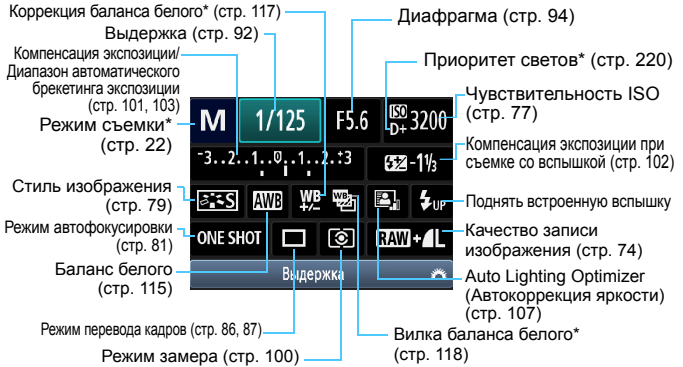 Коррекция баланса белого* (стр. 117)
Выдержка (стр. 92)
Компенсация экспозиции/
Диапазон автоматического
брекетинга экспозиции
(стр. 101, 103)
Режим съемки*
(стр. 22)
Стиль изображения
(стр. 79)
Режим автофокусировки
(стр. 81)
Баланс белого
(стр. 115)
Режим перевода кадров (стр. 86, 87)
Режим замера (стр. 100)
Диафрагма (стр. 94)
Приоритет светов* (стр. 220)
Чувствительность ISO
(стр. 77)
Компенсация экспозиции при
съемке со вспышкой (стр. 102)
Поднять встроенную вспышку
Качество записи
изображения (стр. 74)
Auto Lighting Optimizer
(Автокоррекция яркости)
(стр. 107)
Вилка баланса белого*
(стр. 118)
M 1/125 F5.6 ISO D+ 3200
-3..2..1..0..1..2.+3 -1⅓
S AWB WB +/- WB UP
ONE SHOT RAW+L
Выдержка